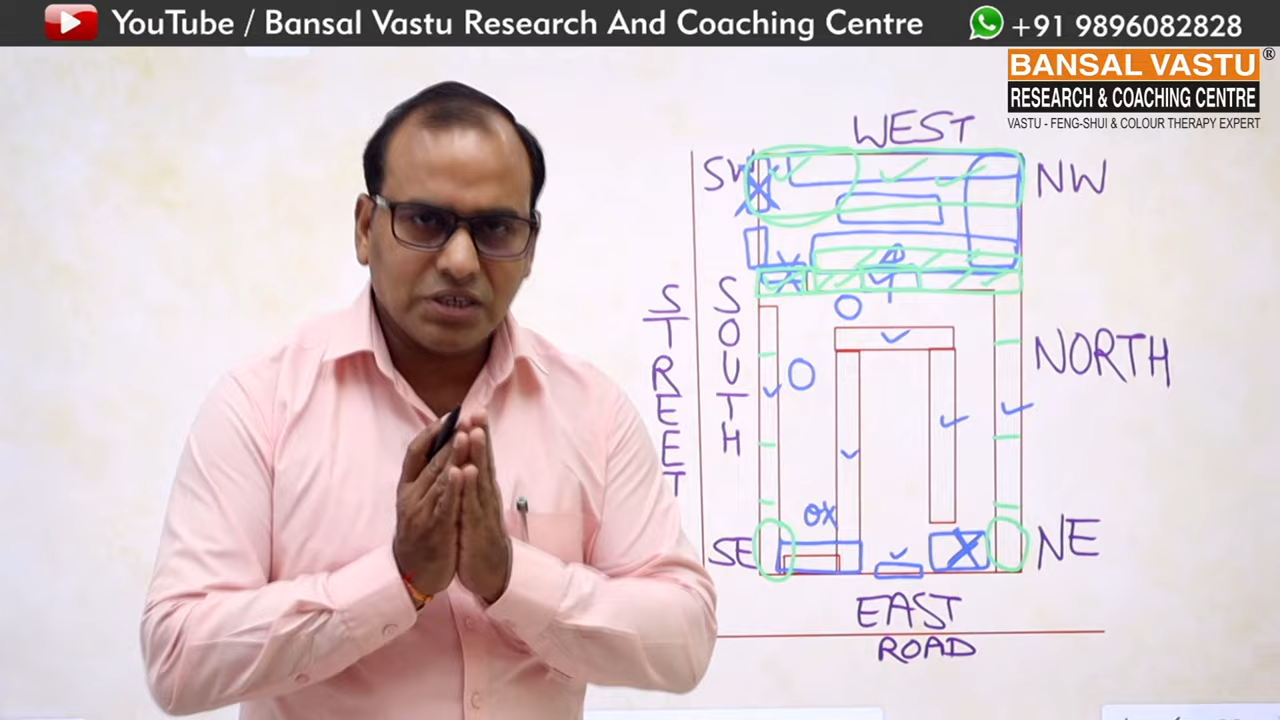 YouTube / Bansal Vastu Research And Coaching Centre
+91 9896082828
BANSAL VASTU®
RESEARCH & COACHING CENTRE
VASTU - FENG-SHUI & COLOUR THERAPY EXPERT
WEST
SW
NW
STREET
SOUTH
NORTH
SE
NE
EAST
ROAD